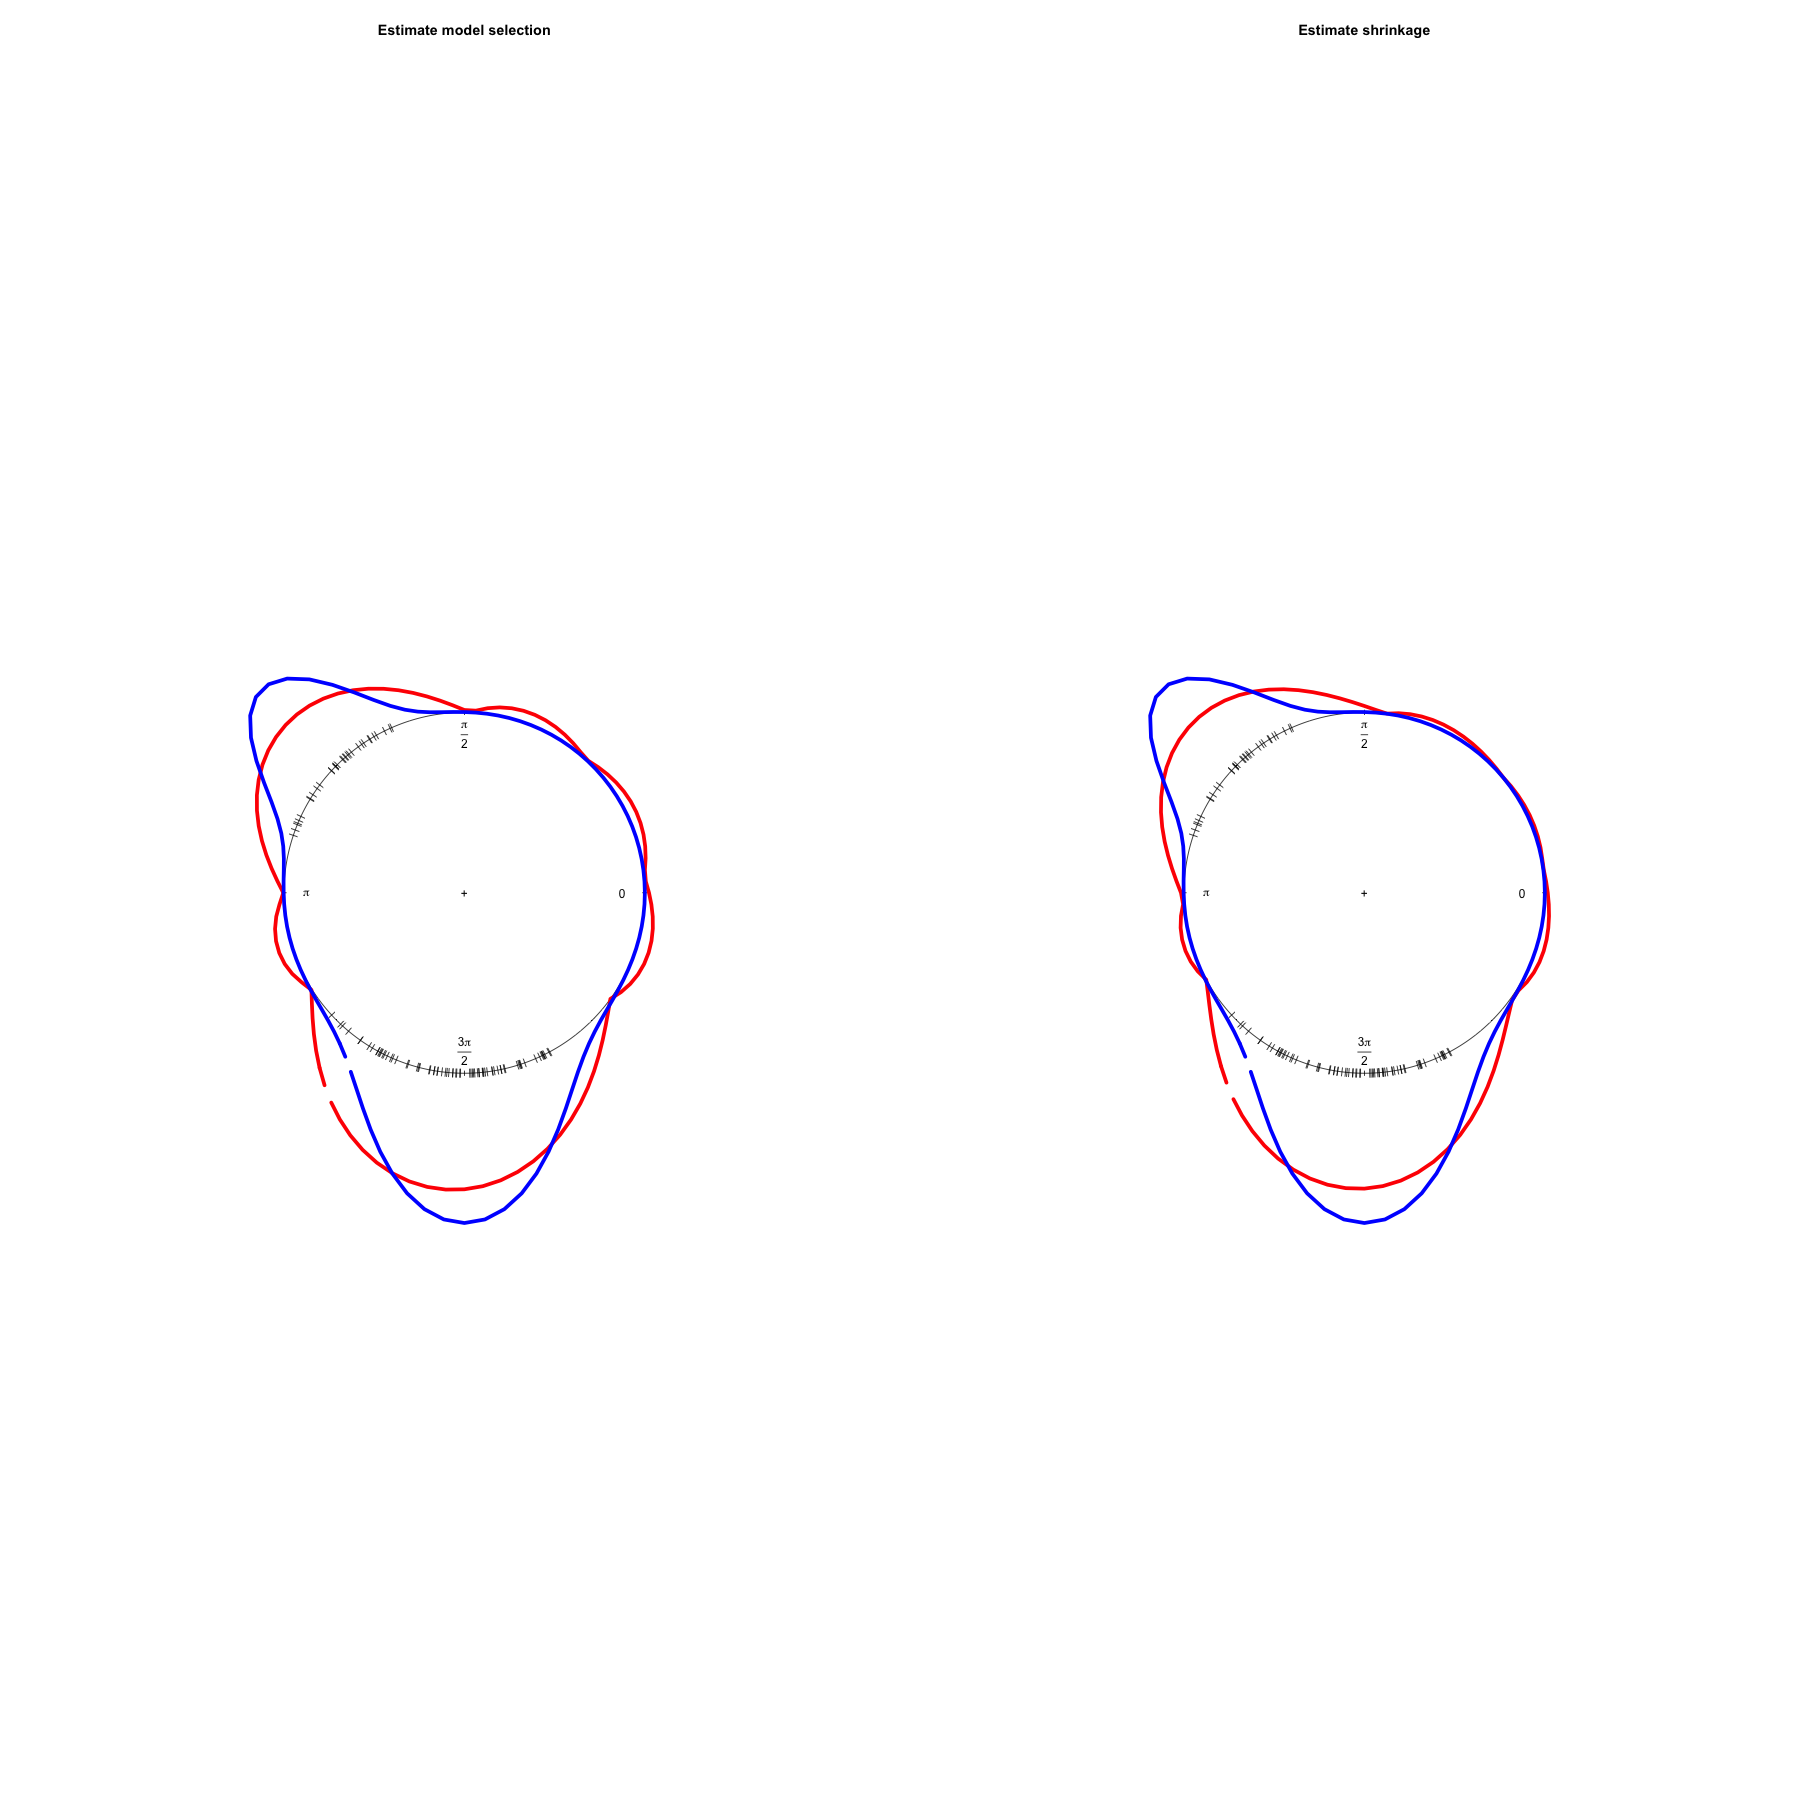 Estimate model selection
Estimate shrinkage
π
2
π
+
0
3π
2
π
2
π
+
0
3π
2